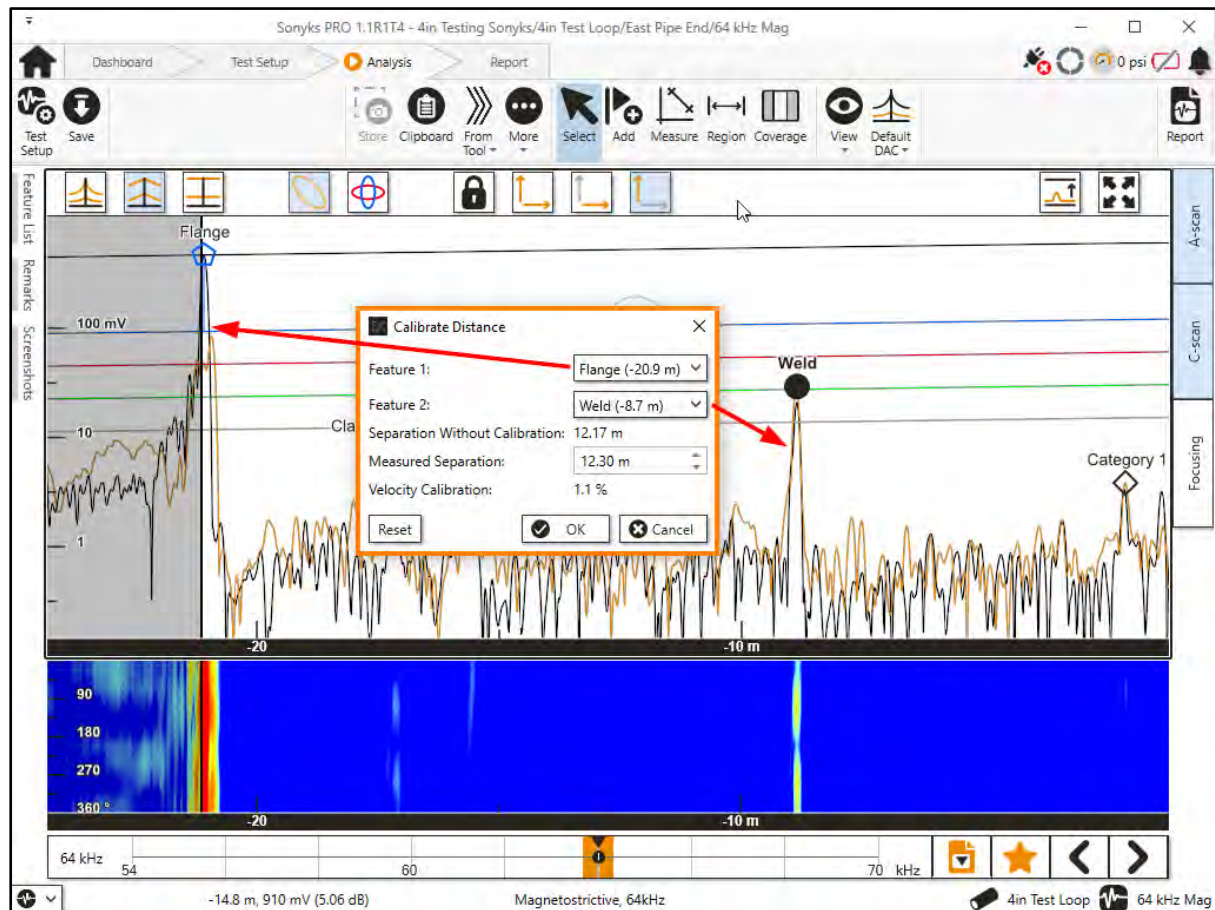 Sonyks PRO 1.1R1T4 - 4in Testing Sonyks/4in Test Loop/East Pipe End/64 kHz Mag
Dashboard Test Setup Analysis Report
0 psi
Test Setup Save Store Clipboard From Tool More Select Add Measure Region Coverage View Default DAC Report
Feature List
Remarks
Screenshots
A-scan
C-scan
Focusing
Flange
100 mV
10
1
Cla
Weld
Category 1
Calibrate Distance
Feature 1: Flange (-20.9 m)
Feature 2: Weld (-8.7 m)
Separation Without Calibration: 12.17 m
Measured Separation: 12.30 m
Velocity Calibration: 1.1 %
Reset OK Cancel
-20 -10 m
90
180
270
360 °
-20 -10 m
64 kHz 54 60 70 kHz
-14.8 m, 910 mV (5.06 dB) Magnetostrictive, 64kHz 4in Test Loop 64 kHz Mag